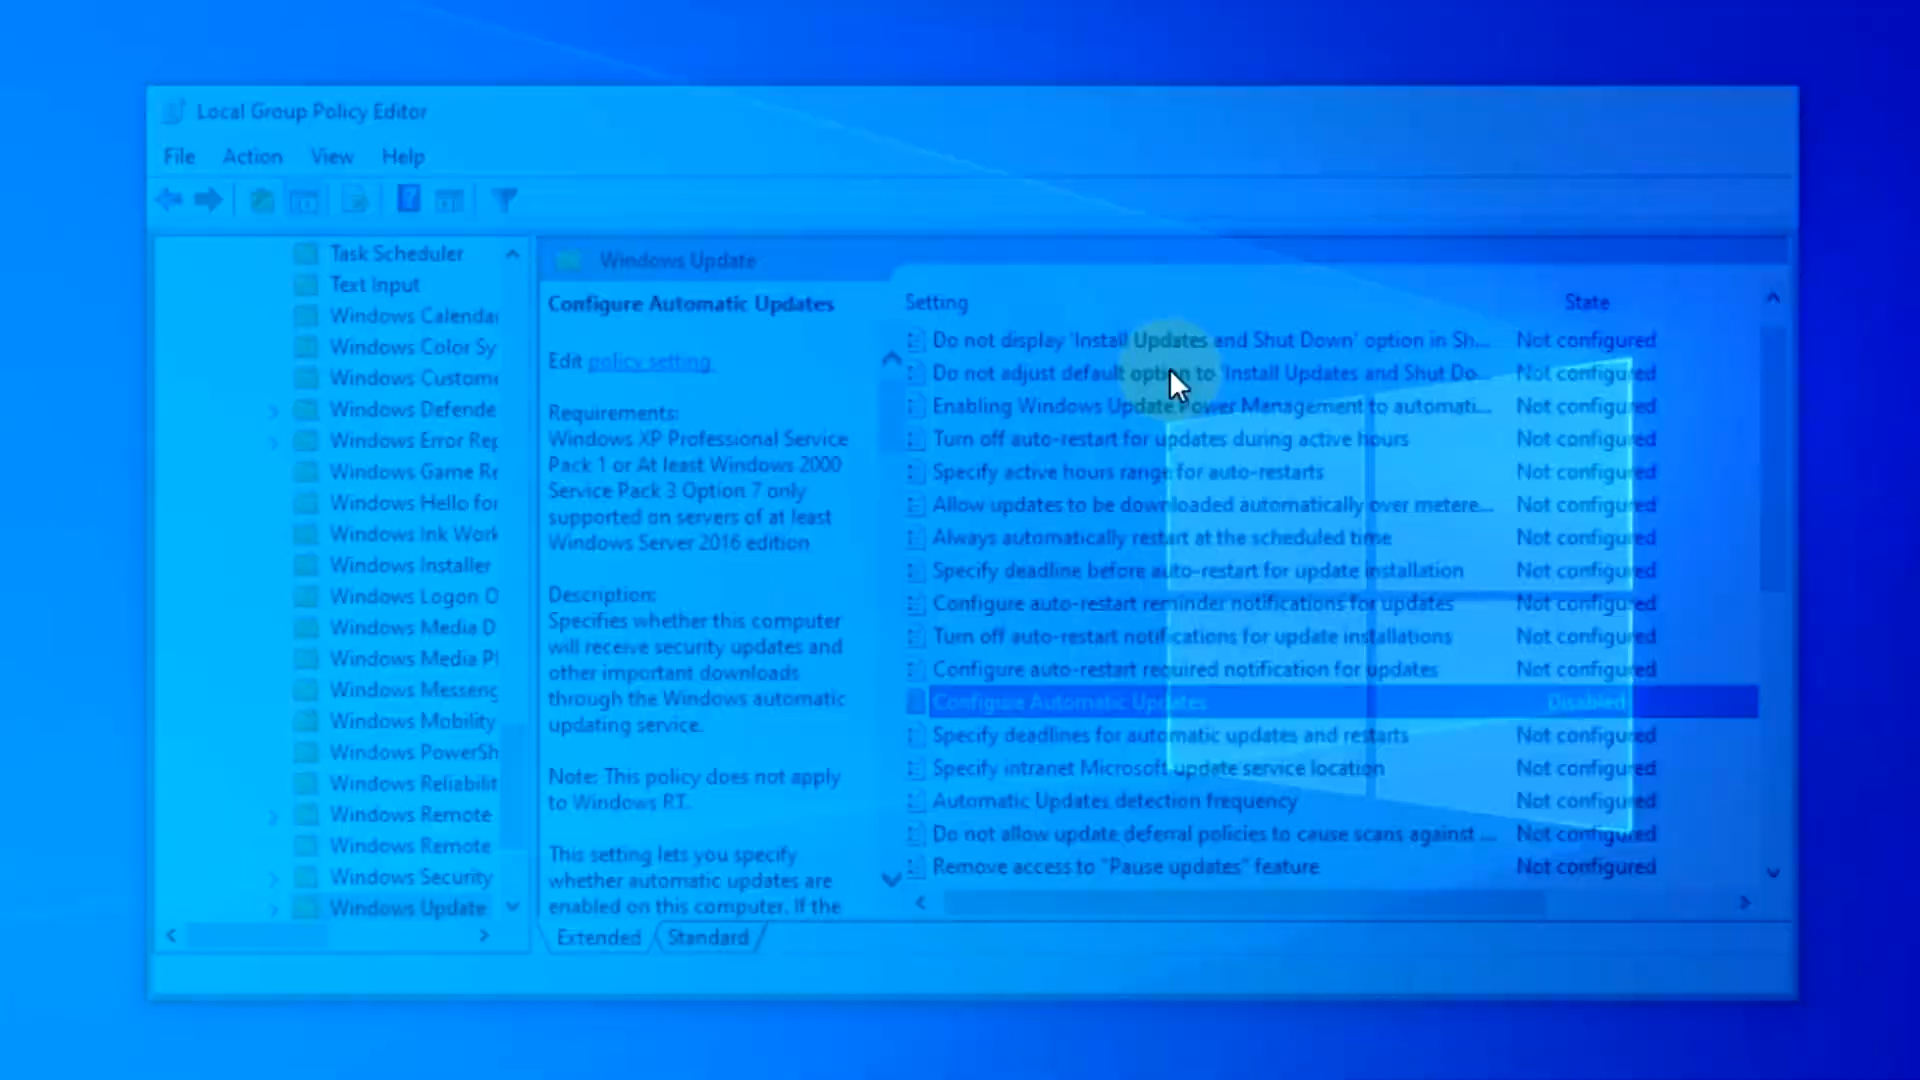 Local Group Policy Editor
File Action View Help
Task Scheduler
Text Input
Windows Calendar
Windows Color Sy
Windows Custome
Windows Defende
Windows Error Rep
Windows Game Re
Windows Hello for
Windows Ink Work
Windows Installer
Windows Logon O
Windows Media D
Windows Media Pl
Windows Messeng
Windows Mobility
Windows PowerSh
Windows Reliabilit
Windows Remote
Windows Remote
Windows Security
Windows Update
Windows Update
Configure Automatic Updates
Edit policy setting
Requirements:
Windows XP Professional Service
Pack 1 or At least Windows 2000
Service Pack 3 Option 7 only
supported on servers of at least
Windows Server 2016 edition
Description:
Specifies whether this computer
will receive security updates and
other important downloads
through the Windows automatic
updating service.
Note: This policy does not apply
to Windows RT.
This setting lets you specify
whether automatic updates are
enabled on this computer. If the
Setting State
Do not display 'Install Updates and Shut Down' option in Sh... Not configured
Do not adjust default option to 'Install Updates and Shut Do... Not configured
Enabling Windows Update Power Management to automati... Not configured
Turn off auto-restart for updates during active hours Not configured
Specify active hours range for auto-restarts Not configured
Allow updates to be downloaded automatically over metere... Not configured
Always automatically restart at the scheduled time Not configured
Specify deadline before auto-restart for update installation Not configured
Configure auto-restart reminder notifications for updates Not configured
Turn off auto-restart notifications for update installations Not configured
Configure auto-restart required notification for updates Not configured
Configure Automatic Updates Disabled
Specify deadlines for automatic updates and restarts Not configured
Specify intranet Microsoft update service location Not configured
Automatic Updates detection frequency Not configured
Do not allow update deferral policies to cause scans against ... Not configured
Remove access to "Pause updates" feature Not configured
Extended Standard